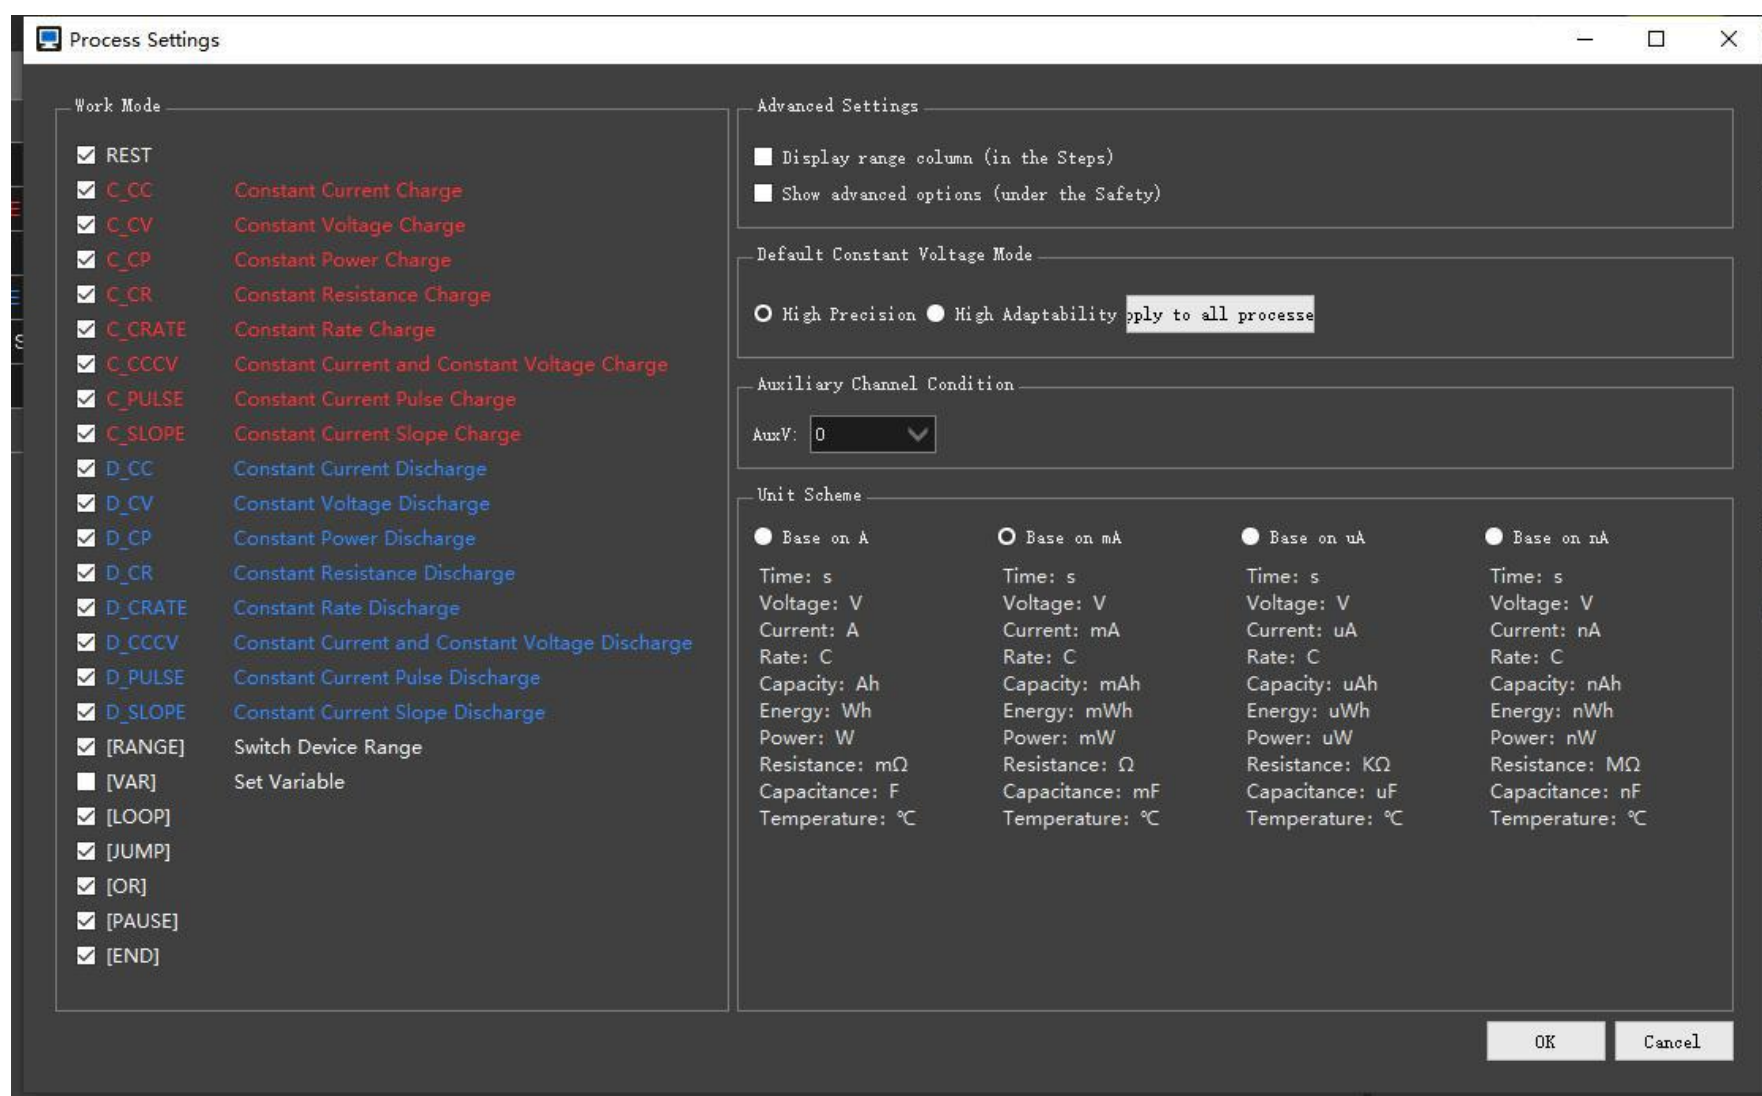 Process Settings
Work Mode
REST
C_CC Constant Current Charge
C_CV Constant Voltage Charge
C_CP Constant Power Charge
C_CR Constant Resistance Charge
C_CRATE Constant Rate Charge
C_CCCV Constant Current and Constant Voltage Charge
C_PULSE Constant Current Pulse Charge
C_SLOPE Constant Current Slope Charge
D_CC Constant Current Discharge
D_CV Constant Voltage Discharge
D_CP Constant Power Discharge
D_CR Constant Resistance Discharge
D_CRATE Constant Rate Discharge
D_CCCV Constant Current and Constant Voltage Discharge
D_PULSE Constant Current Pulse Discharge
D_SLOPE Constant Current Slope Discharge
[RANGE] Switch Device Range
[VAR] Set Variable
[LOOP]
[JUMP]
[OR]
[PAUSE]
[END]
Advanced Settings
Display range column (in the Steps)
Show advanced options (under the Safety)
Default Constant Voltage Mode
High Precision High Adaptability pply to all processe
Auxiliary Channel Condition
AuxV: 0
Unit Scheme
Base on A
Time: s
Voltage: V
Current: A
Rate: C
Capacity: Ah
Energy: Wh
Power: W
Resistance: mΩ
Capacitance: F
Temperature: ℃
Base on mA
Time: s
Voltage: V
Current: mA
Rate: C
Capacity: mAh
Energy: mWh
Power: mW
Resistance: Ω
Capacitance: mF
Temperature: ℃
Base on uA
Time: s
Voltage: V
Current: uA
Rate: C
Capacity: uAh
Energy: uWh
Power: uW
Resistance: KΩ
Capacitance: uF
Temperature: ℃
Base on nA
Time: s
Voltage: V
Current: nA
Rate: C
Capacity: nAh
Energy: nWh
Power: nW
Resistance: MΩ
Capacitance: nF
Temperature: ℃
OK Cancel